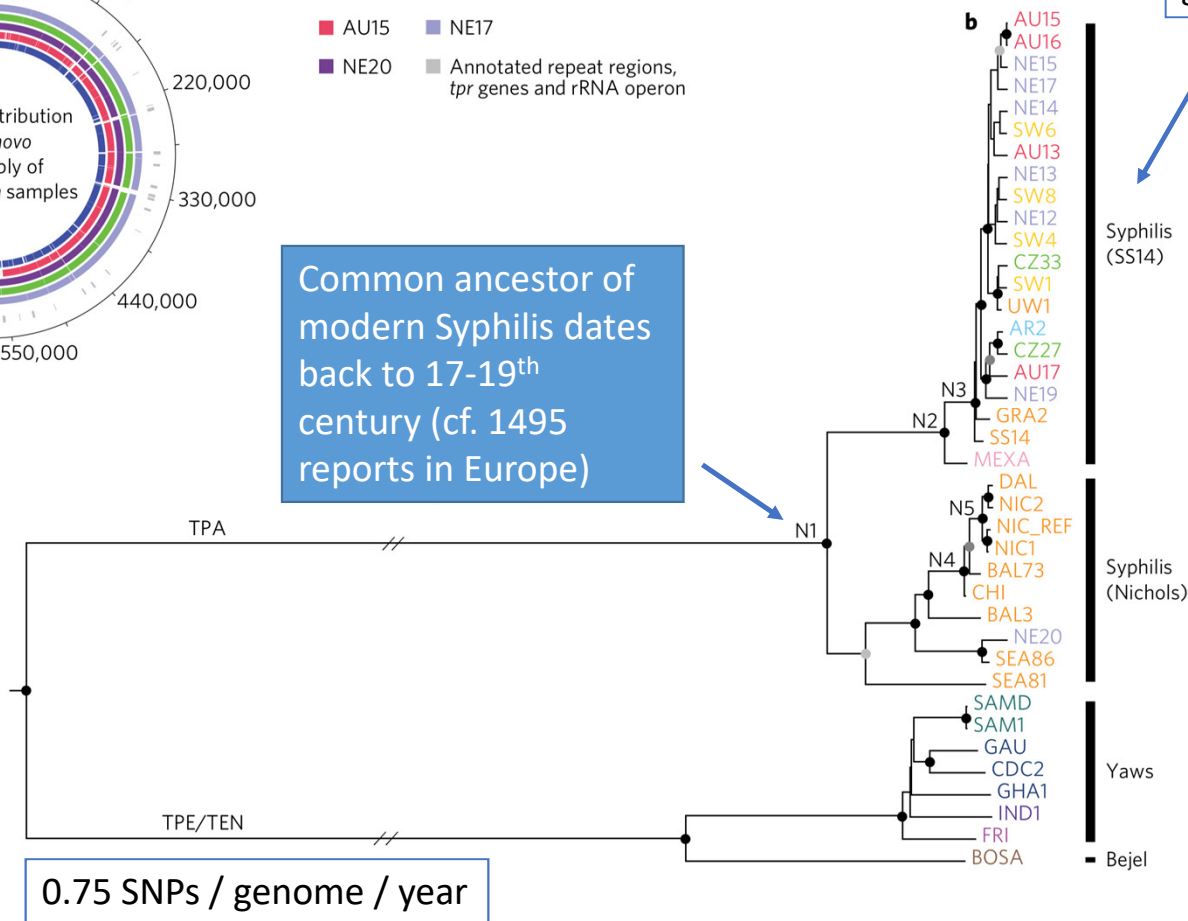 AU15
NE17
NE20
Annotated repeat regions,
tpr genes and rRNA operon
220,000
330,000
440,000
550,000
samples
of
Common ancestor of
modern Syphilis dates
back to 17-19th
century (cf. 1495
reports in Europe)
b
AU15
AU16
NE15
NE17
NE14
SW6
AU13
NE13
SW8
NE12
SW4
CZ33
SW1
UW1
AR2
CZ27
AU17
NE19
GRA2
SS14
MEXA
DAL
NIC2
NIC_REF
NIC1
BAL73
CHI
BAL3
NE20
SEA86
SEA81
SAMD
SAM1
GAU
CDC2
GHA1
IND1
FRI
BOSA
N3
N2
N1
N5
N4
TPA
TPE/TEN
Syphilis
(SS14)
Syphilis
(Nichols)
Yaws
Bejel
0.75 SNPs / genome / year